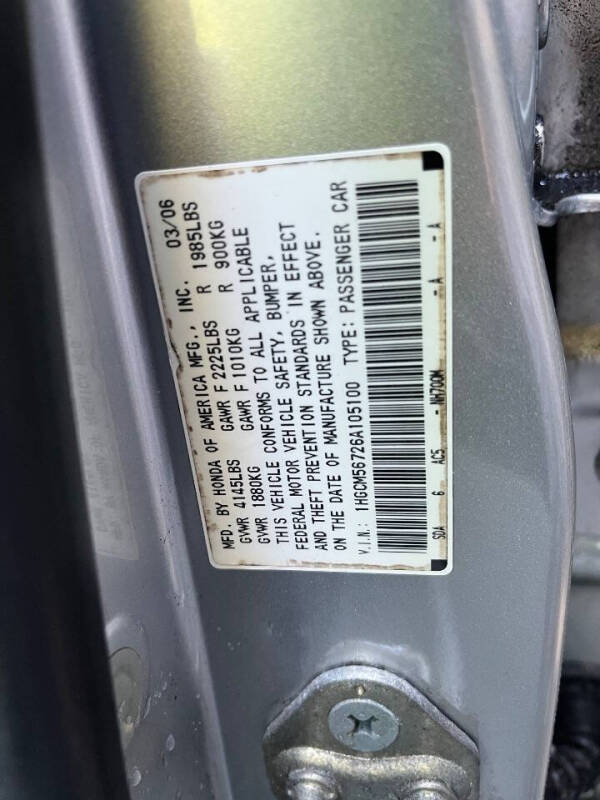 MFD. BY HONDA OF AMERICA MFG., INC. 03/06
GVWR 4145LBS GAWR F 2225LBS R 1985LBS
GVWR 1880KG GAWR F 1010KG R 900KG
THIS VEHICLE CONFORMS TO ALL APPLICABLE
FEDERAL MOTOR VEHICLE SAFETY, BUMPER,
AND THEFT PREVENTION STANDARDS IN EFFECT
ON THE DATE OF MANUFACTURE SHOWN ABOVE.
V.I.N.: 1HGCM56726A105100 TYPE: PASSENGER CAR
SDA 6 AC5 -NH700M -A -A